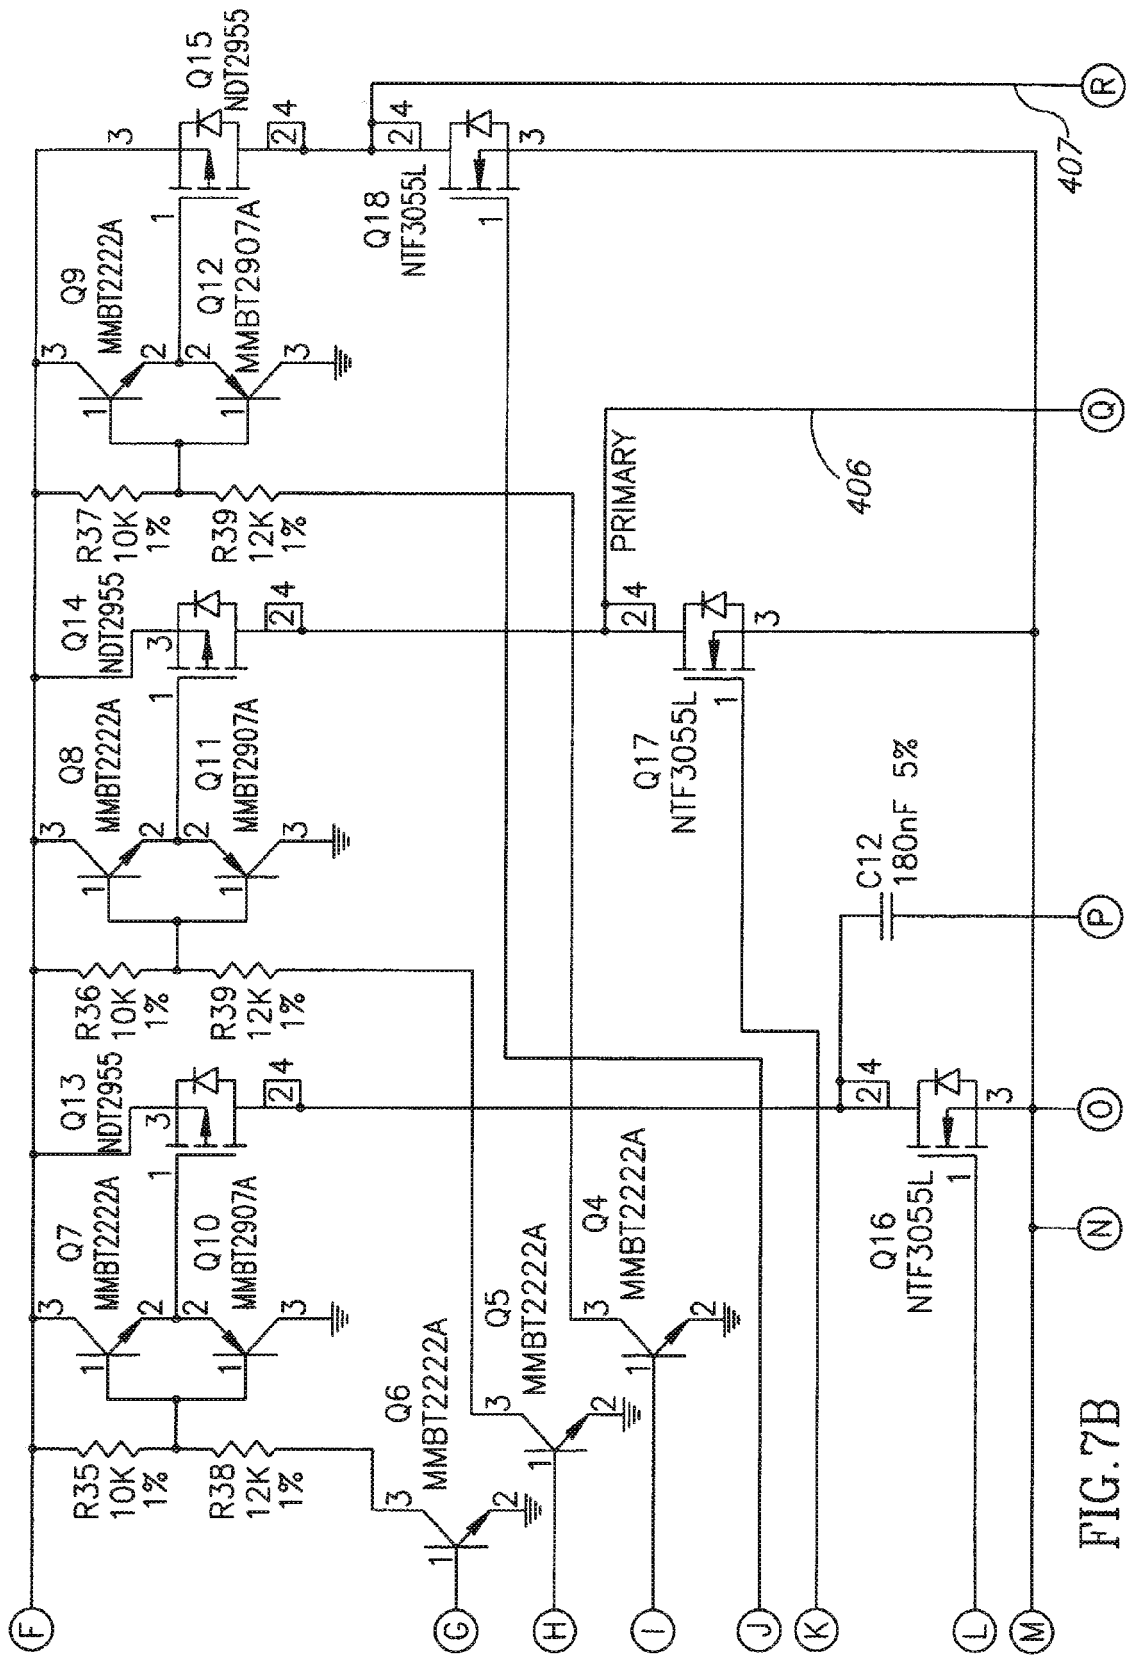 F
R35
10K
1%
R38
12K
1%
3
1
2
Q7
MMBT2222A
Q10
MMBT2907A
2
1
3
Q13
NDT2955
3
1
2
4
R36
10K
1%
R39
12K
1%
3
1
2
Q8
MMBT2222A
Q11
MMBT2907A
2
1
3
Q14
NDT2955
3
1
2
4
R37
10K
1%
R39
12K
1%
3
1
2
Q9
MMBT2222A
Q12
MMBT2907A
2
1
3
Q15
NDT2955
3
1
2
4
G
3
1
2
Q6
MMBT2222A
H
3
1
2
Q5
MMBT2222A
I
3
1
2
Q4
MMBT2222A
Q18
NTF3055L
2
4
1
3
PRIMARY
2
4
1
3
Q17
NTF3055L
J
K
C12
180nF 5%
2
4
1
3
Q16
NTF3055L
L
M
406
407
N
O
P
Q
R
FIG.7B